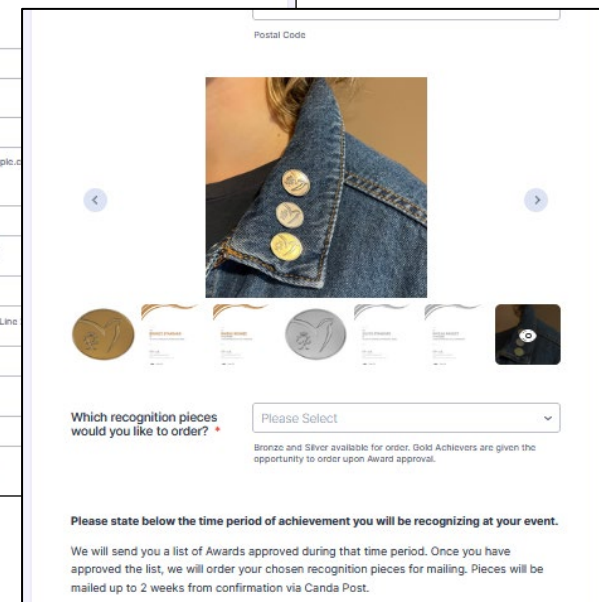 Postal Code
ple.c
Line
Which recognition pieces
would you like to order? *
Please Select
Bronze and Silver available for order. Gold Achievers are given the
opportunity to order upon Award approval.
Please state below the time period of achievement you will be recognizing at your event.
We will send you a list of Awards approved during that time period. Once you have
approved the list, we will order your chosen recognition pieces for mailing. Pieces will be
mailed up to 2 weeks from confirmation via Canda Post.